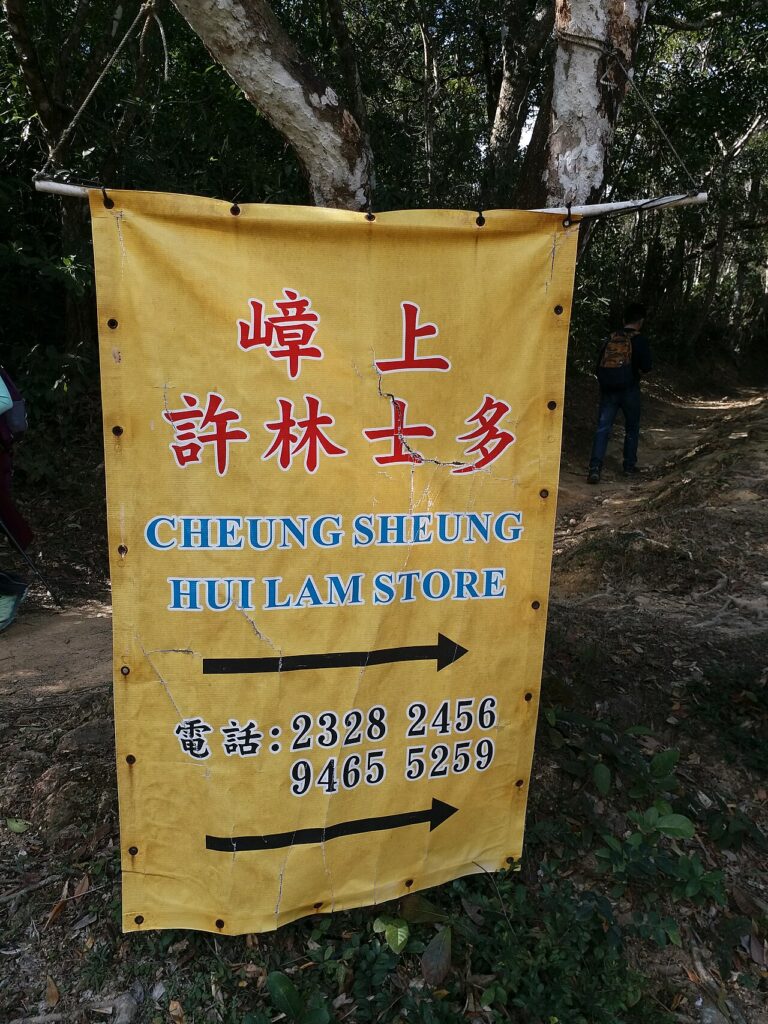 嶂上
許林士多
CHEUNG SHEUNG
HUI LAM STORE
電話:2328 2456
9465 5259